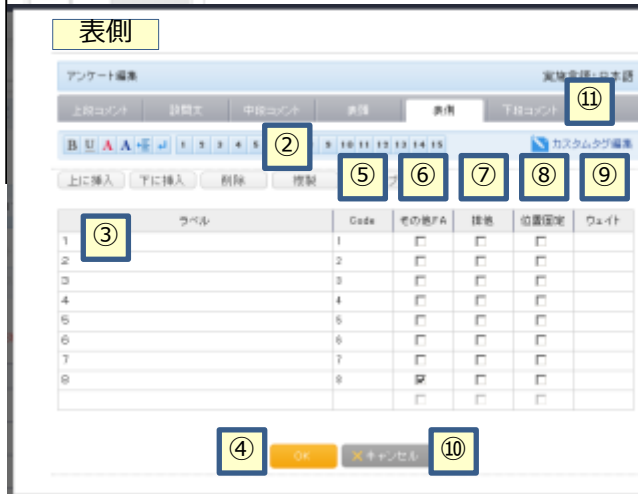 表側
アンケート編集 実施言語:日本語
上段コメント 設問文 中段コメント 表頭 表側 下段コメント ⑪
B U A A 1 2 3 4 5 ② 9 10 11 12 13 14 15 カスタムタグ編集
上に挿入 下に挿入 削除 複製 ⑤ ⑥ ⑦ ⑧ ⑨
ラベル Code その他FA 排他 位置固定 ウェイト
③
1 1
2 2
3 3
4 4
5 5
6 6
7 7
8 8
④ OK × キャンセル ⑩